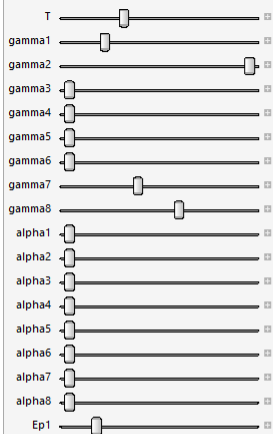 T
gamma1
gamma2
gamma3
gamma4
gamma5
gamma6
gamma7
gamma8
alpha1
alpha2
alpha3
alpha4
alpha5
alpha6
alpha7
alpha8
Ep1